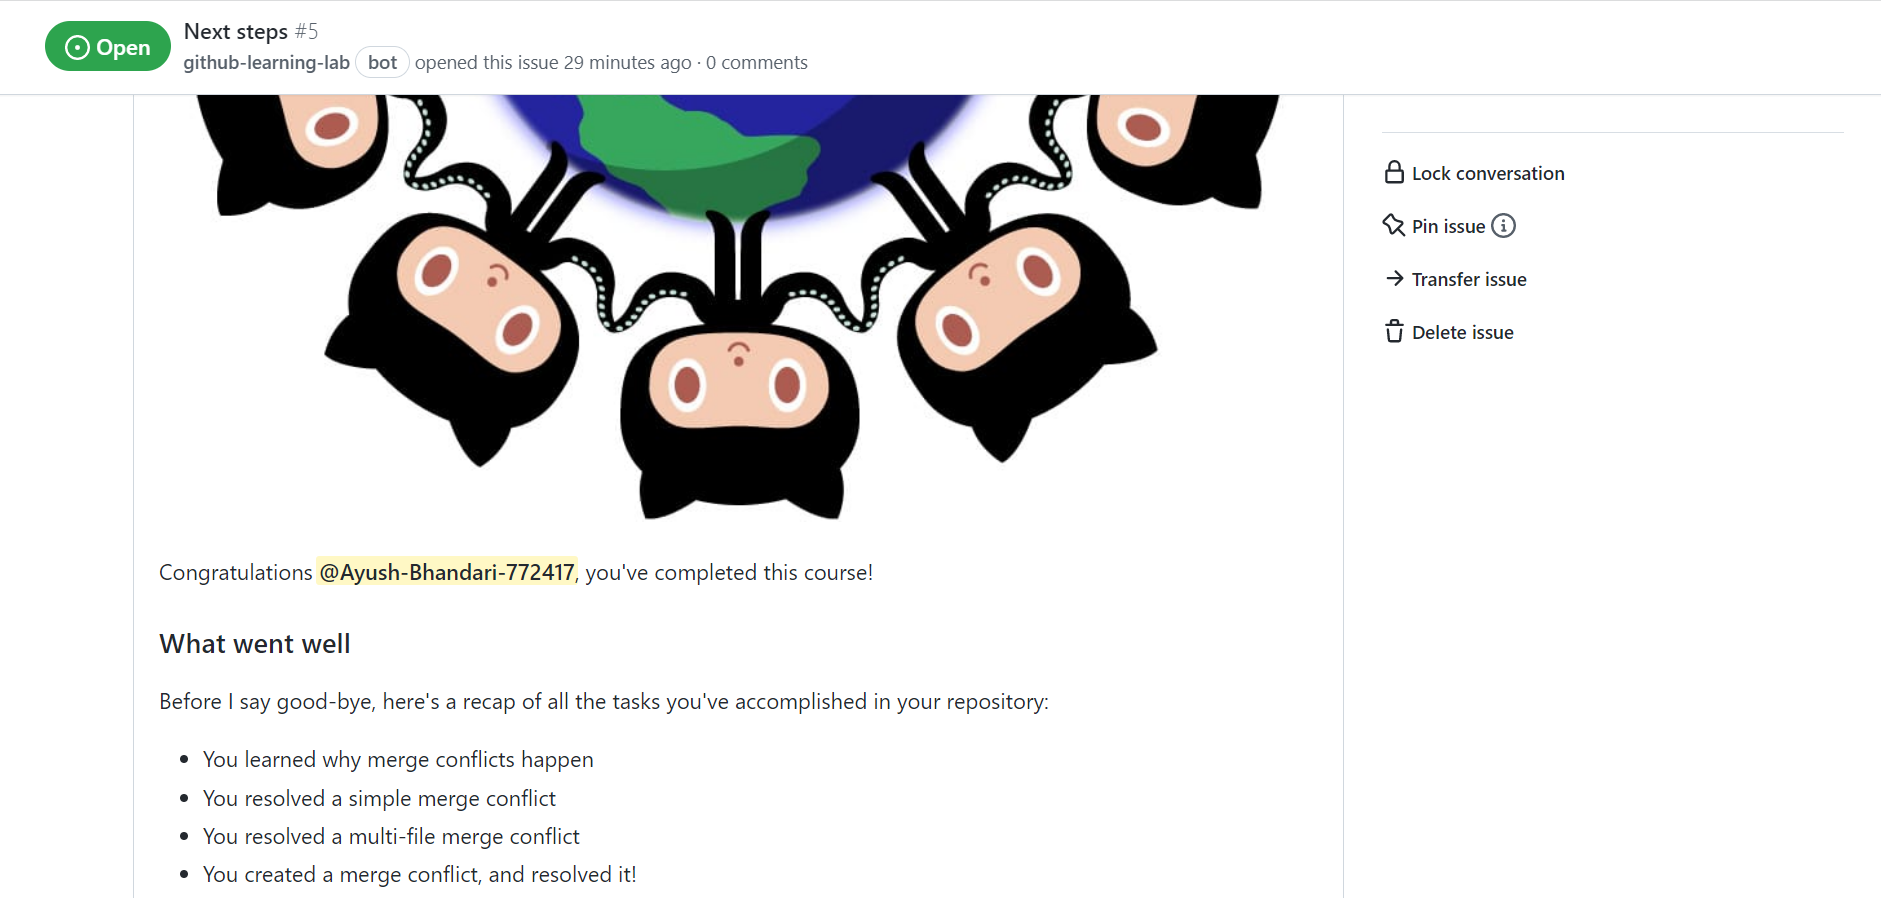 Open
Next steps #5
github-learning-lab bot opened this issue 29 minutes ago · 0 comments
Lock conversation
Pin issue
Transfer issue
Delete issue
Congratulations @Ayush-Bhandari-772417, you've completed this course!
What went well
Before I say good-bye, here's a recap of all the tasks you've accomplished in your repository:
• You learned why merge conflicts happen
• You resolved a simple merge conflict
• You resolved a multi-file merge conflict
• You created a merge conflict, and resolved it!